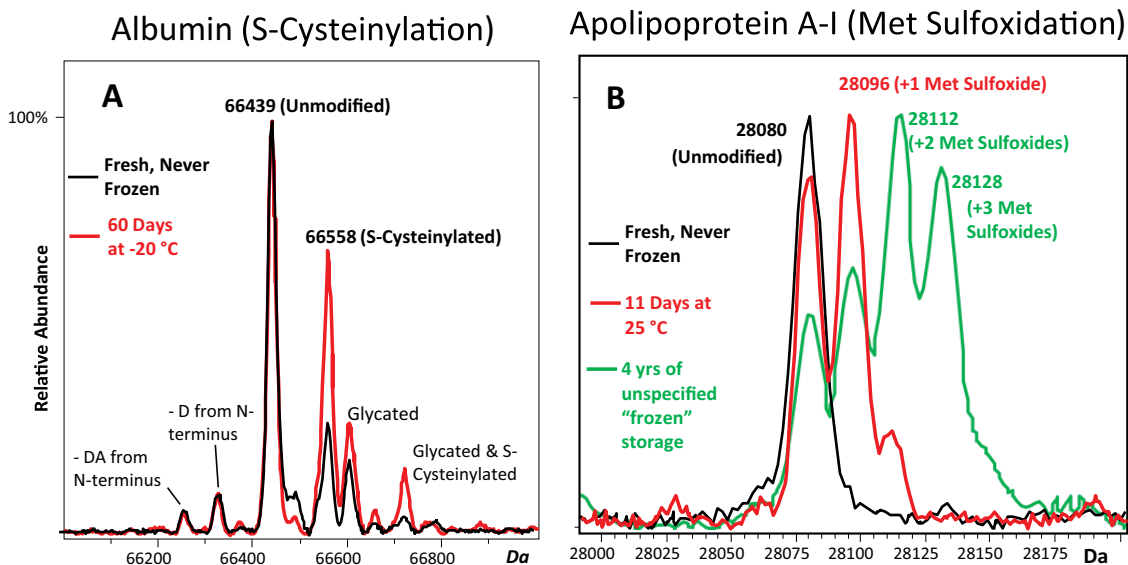 Albumin (S-Cysteinylation)
A
66439 (Unmodified)
100%
Fresh, Never
Frozen
60 Days
at -20 °C
66558 (S-Cysteinylated)
Relative Abundance
- D from N-
terminus
- DA from
N-terminus
Glycated
Glycated & S-
Cysteinylated
66200
66400
66600
66800
Da
Apolipoprotein A-I (Met Sulfoxidation)
B
28096 (+1 Met Sulfoxide)
28080
(Unmodified)
28112
(+2 Met Sulfoxides)
28128
(+3 Met
Sulfoxides)
Fresh, Never
Frozen
11 Days at
25 °C
4 yrs of
unspecified
“frozen”
storage
28000
28025
28050
28075
28100
28125
28150
28175
Da